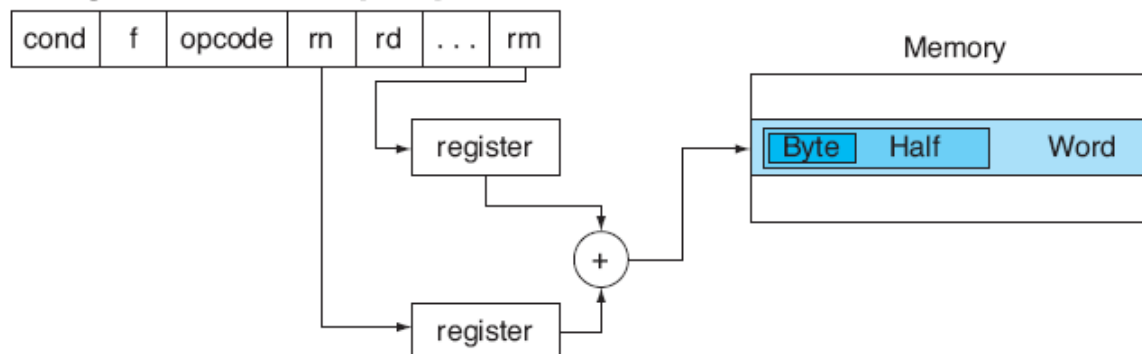 cond f opcode rn rd . . . rm
Memory
register
Byte Half Word
+
register